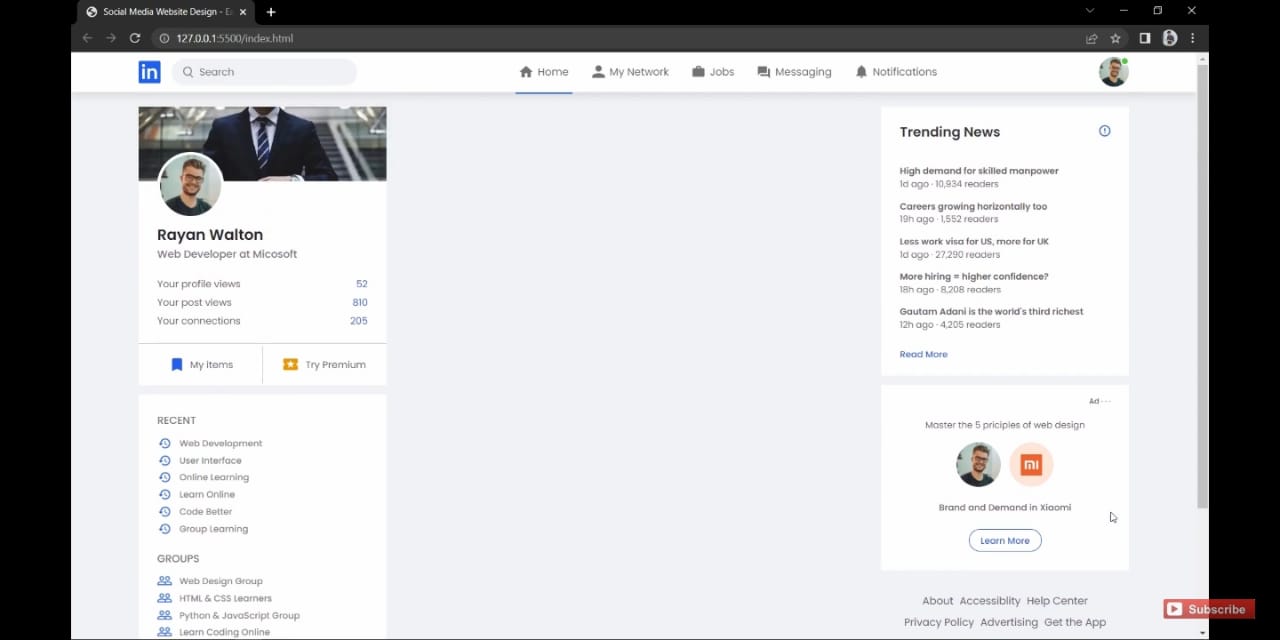 Social Media Website Design - E
127.0.0.1:5500/index.html
in
Search
Home
My Network
Jobs
Messaging
Notifications
Rayan Walton
Web Developer at Micosoft
Your profile views 52
Your post views 810
Your connections 205
My items
Try Premium
RECENT
Web Development
User Interface
Online Learning
Learn Online
Code Better
Group Learning
GROUPS
Web Design Group
HTML & CSS Learners
Python & JavaScript Group
Learn Coding Online
Trending News
High demand for skilled manpower
1d ago · 10,934 readers
Careers growing horizontally too
19h ago · 1,552 readers
Less work visa for US, more for UK
1d ago · 27,290 readers
More hiring = higher confidence?
18h ago · 8,208 readers
Gautam Adani is the world's third richest
12h ago · 4,205 readers
Read More
Ad ···
Master the 5 priciples of web design
mi
Brand and Demand in Xiaomi
Learn More
About Accessiblity Help Center
Privacy Policy Advertising Get the App
Subscribe